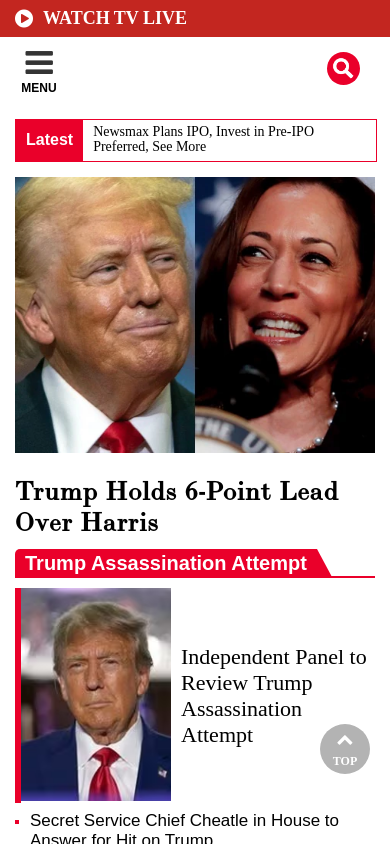 WATCH TV LIVE
MENU
Latest
Newsmax Plans IPO, Invest in Pre-IPO
Preferred, See More
THE UN
Trump Holds 6-Point Lead
Over Harris
Trump Assassination Attempt
Independent Panel to
Review Trump
Assassination
Attempt
TOP
Secret Service Chief Cheatle in House to
Answer for Hit on Trump